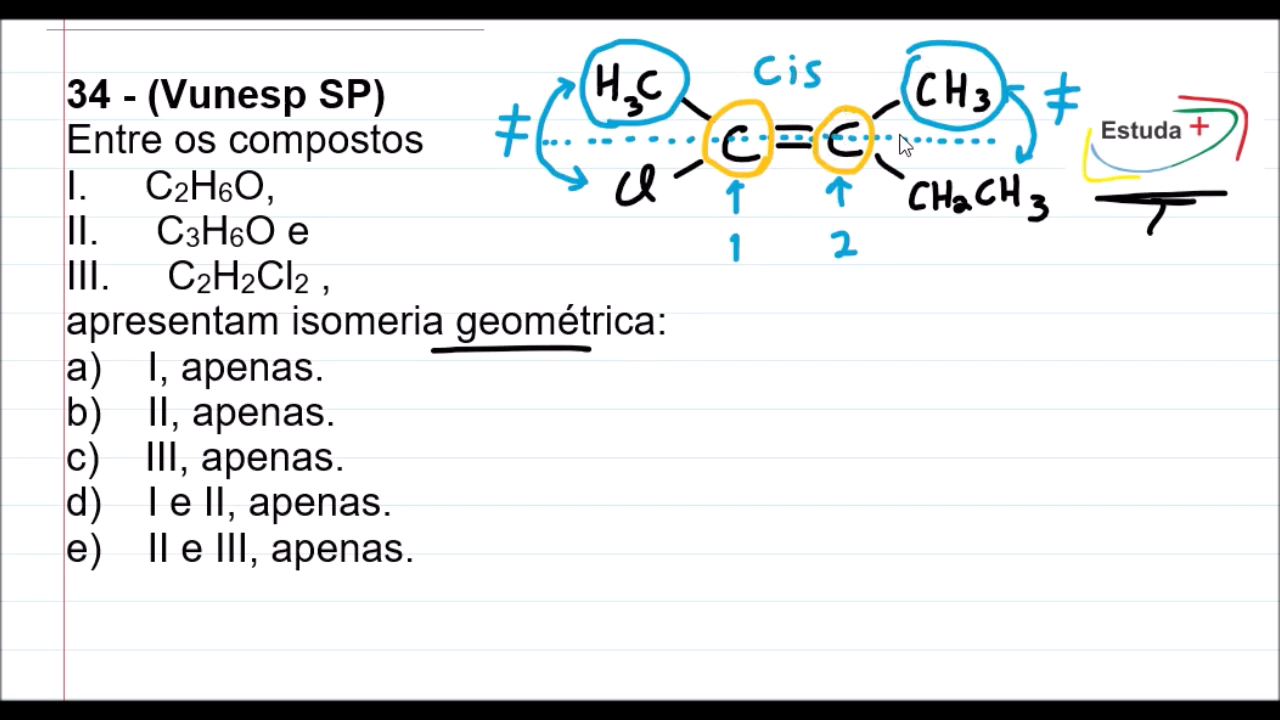 34 - (Vunesp SP)
Entre os compostos
I. C2H6O,
II. C3H6O e
III. C2H2Cl2 ,
apresentam isomeria geométrica:
a) I, apenas.
b) II, apenas.
c) III, apenas.
d) I e II, apenas.
e) II e III, apenas.
Cis
H3C CH3
≠ ≠
C = C
Cl CH2CH3
1 2
Estuda +